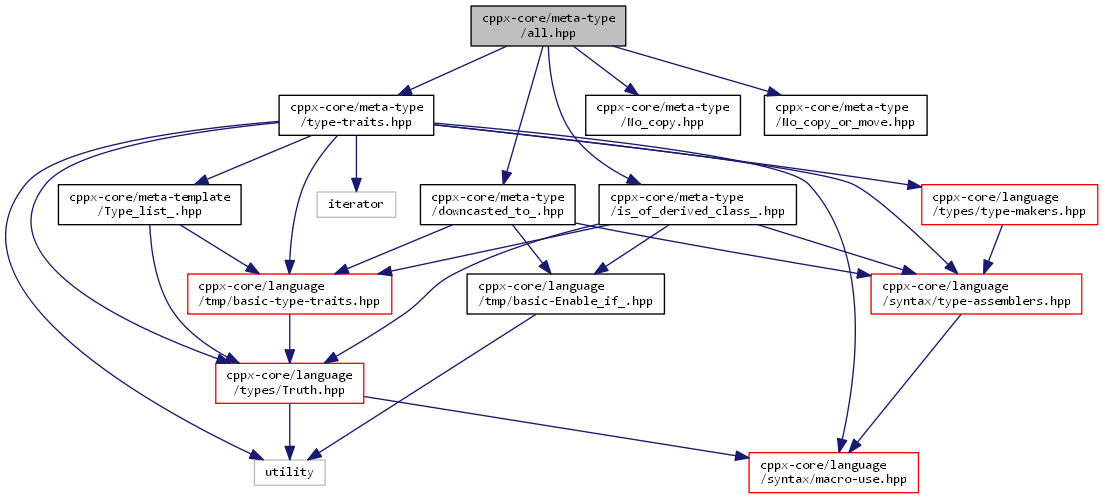 cppx-core/meta-type
/all.hpp
cppx-core/meta-type
/type-traits.hpp
cppx-core/meta-type
/No_copy.hpp
cppx-core/meta-type
/No_copy_or_move.hpp
cppx-core/meta-template
/Type_list_.hpp
iterator
cppx-core/meta-type
/downcasted_to_.hpp
cppx-core/meta-type
/is_of_derived_class_.hpp
cppx-core/language
/types/type-makers.hpp
cppx-core/language
/tmp/basic-type-traits.hpp
cppx-core/language
/tmp/basic-Enable_if_.hpp
cppx-core/language
/syntax/type-assemblers.hpp
cppx-core/language
/types/Truth.hpp
utility
cppx-core/language
/syntax/macro-use.hpp